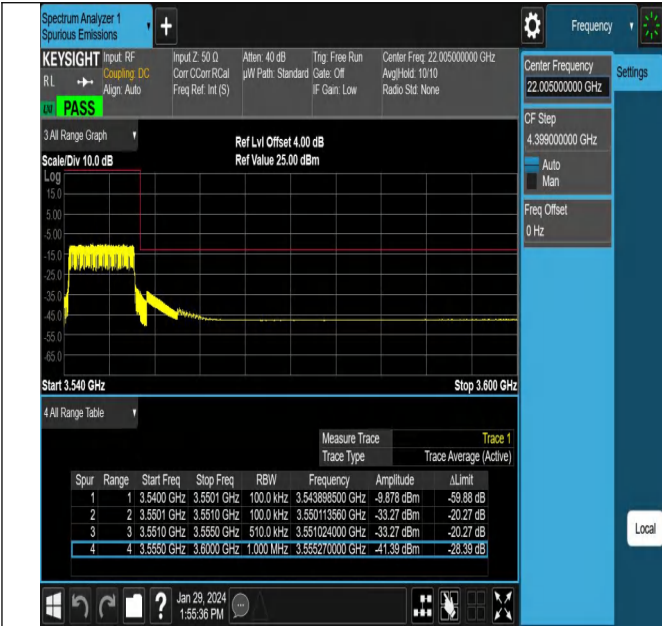 Spectrum Analyzer 1
Spurious Emissions
Frequency
KEYSIGHT Input: RF Input Z: 50 Ω Atten: 40 dB Trig: Free Run Center Freq: 22.005000000 GHz
RL Coupling: DC Corr CCorr RCal µW Path: Standard Gate: Off Avg|Hold: 10/10
Align: Auto Freq Ref: Int (S) IF Gain: Low Radio Std: None
LXI PASS
3 All Range Graph
Ref Lvl Offset 4.00 dB
Scale/Div 10.0 dB Ref Value 25.00 dBm
Log
15.0
5.00
-5.00
-15.0
-25.0
-35.0
-45.0
-55.0
-65.0
Start 3.540 GHz Stop 3.600 GHz
4 All Range Table
Measure Trace Trace 1
Trace Type Trace Average (Active)
Spur Range Start Freq Stop Freq RBW Frequency Amplitude ΔLimit
1 1 3.5400 GHz 3.5501 GHz 100.0 kHz 3.543898500 GHz -9.878 dBm -59.88 dB
2 2 3.5501 GHz 3.5510 GHz 100.0 kHz 3.550113560 GHz -33.27 dBm -20.27 dB
3 3 3.5510 GHz 3.5550 GHz 510.0 kHz 3.551024000 GHz -33.27 dBm -20.27 dB
4 4 3.5550 GHz 3.6000 GHz 1.000 MHz 3.555270000 GHz -41.39 dBm -28.39 dB
Jan 29, 2024
1:55:36 PM
Center Frequency
22.005000000 GHz
Settings
CF Step
4.399000000 GHz
Auto
Man
Freq Offset
0 Hz
Local